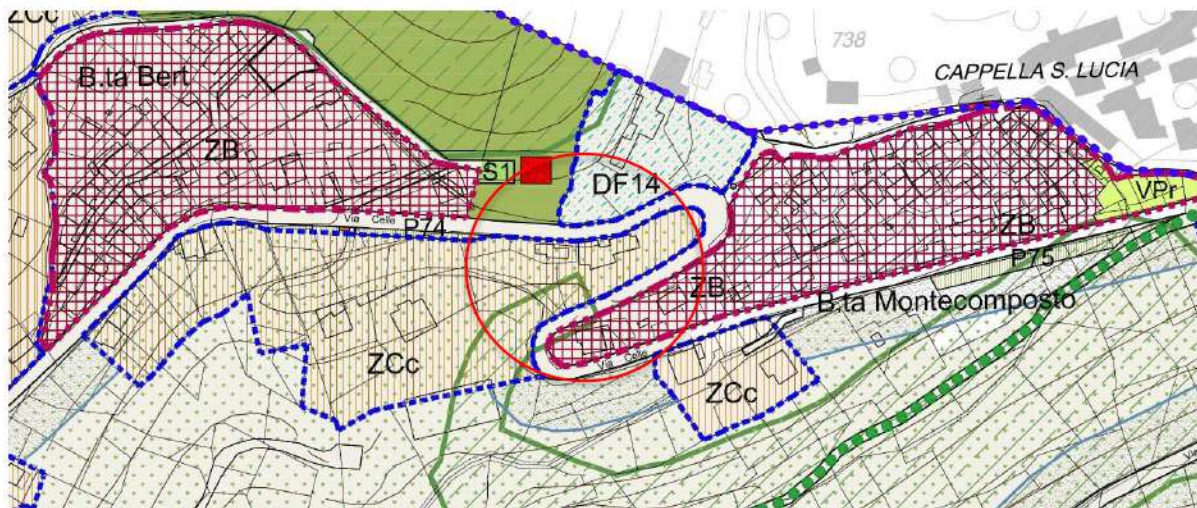 ZCc
738
B.ta Bert
CAPPELLA S. LUCIA
ZB
S1
DF14
VPr
Via Celle
P74
ZB
P75
ZB
B.ta Montecomposto
Via Celle
ZCc
ZCc